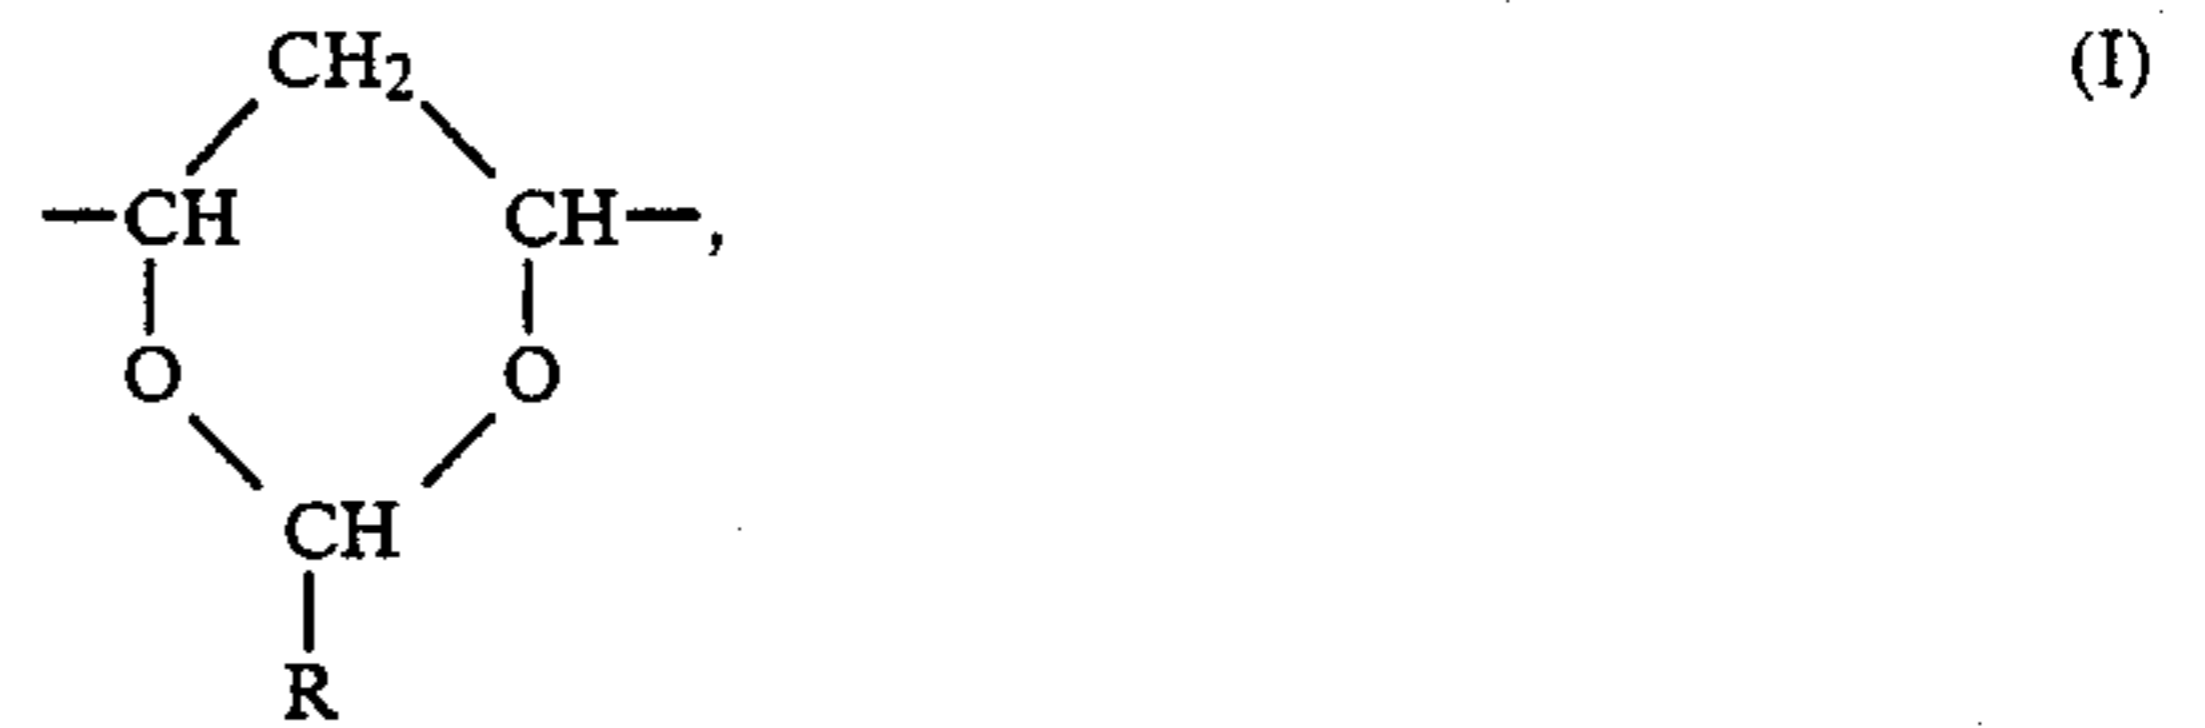 CH2 (I)
—CH CH—,
O O
CH
R